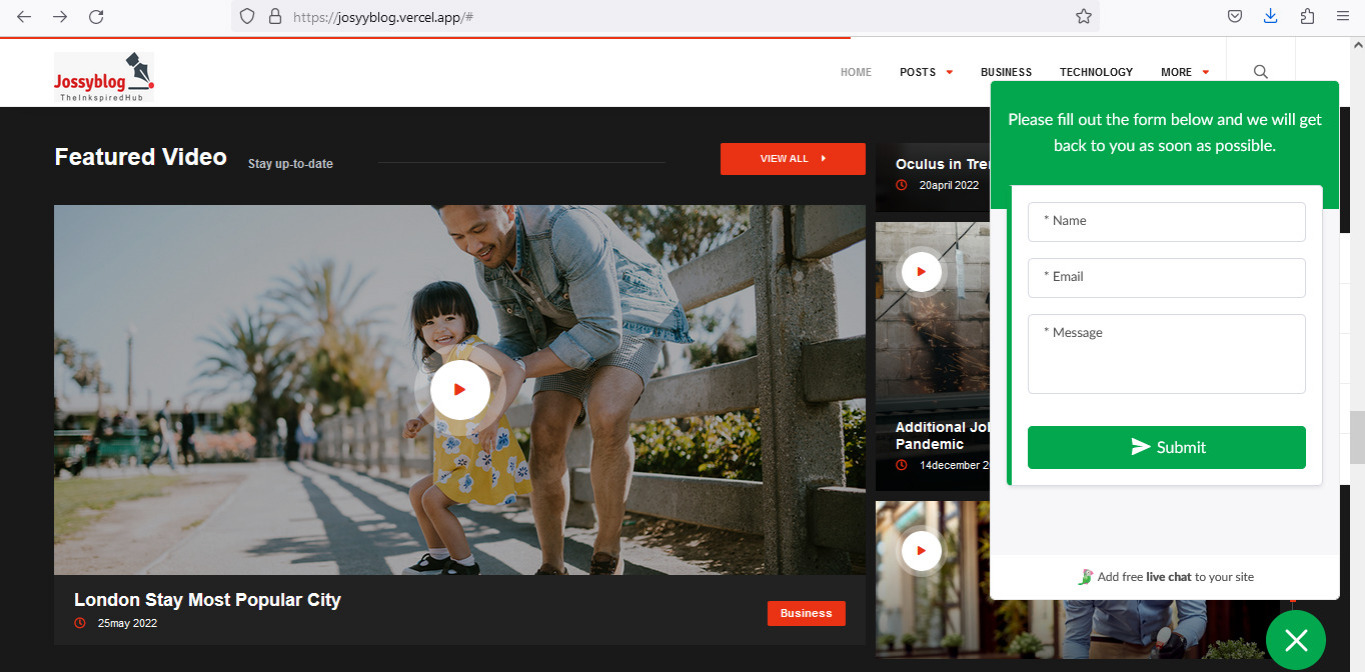 https://josyyblog.vercel.app/#
Jossyblog
TheInkspiredHub
HOME
POSTS
BUSINESS
TECHNOLOGY
MORE
Featured Video
Stay up-to-date
VIEW ALL
London Stay Most Popular City
25may 2022
Business
Oculus in Tre
20april 2022
Additional Jo
Pandemic
14december 2
Please fill out the form below and we will get
back to you as soon as possible.
* Name
* Email
* Message
Submit
Add free live chat to your site